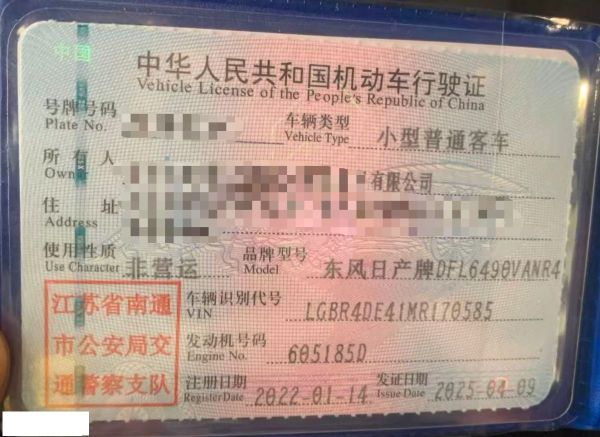 中国
中华人民共和国机动车行驶证
Vehicle License of the People's Republic of China
号牌号码
Plate No.
车辆类型 小型普通客车
Vehicle Type
所有人 有限公司
Owner
住址
Address
使用性质 非营运
Use Character
品牌型号 东风日产牌DFL6490VANR4
Model
江苏省南通
市公安局交
通警察支队
车辆识别代号 LGBR4DE41MR170585
VIN
发动机号码 605185D
Engine No.
注册日期 2022-01-14
Register Date
发证日期 2025-04-09
Issue Date